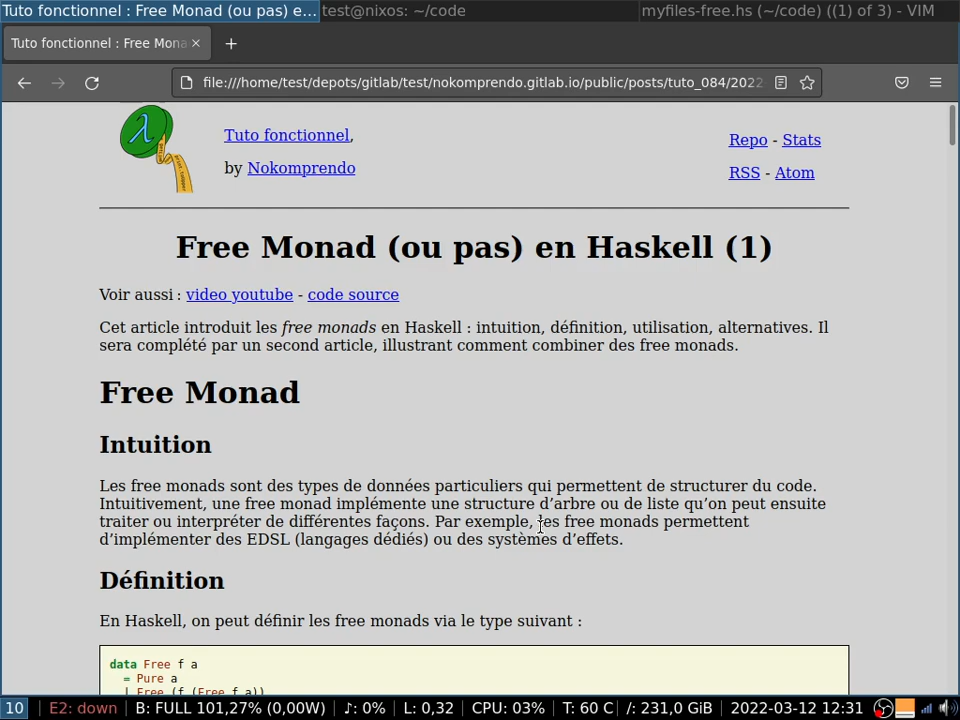 Tuto fonctionnel : Free Monad (ou pas) e... test@nixos: ~/code myfiles-free.hs (~/code) ((1) of 3) - VIM
Tuto fonctionnel : Free Mona
file:///home/test/depots/gitlab/test/nokomprendo.gitlab.io/public/posts/tuto_084/2022
Tuto fonctionnel,
by Nokomprendo
Repo - Stats
RSS - Atom
Free Monad (ou pas) en Haskell (1)
Voir aussi : video youtube - code source
Cet article introduit les free monads en Haskell : intuition, définition, utilisation, alternatives. Il
sera complété par un second article, illustrant comment combiner des free monads.
Free Monad
Intuition
Les free monads sont des types de données particuliers qui permettent de structurer du code.
Intuitivement, une free monad implémente une structure d’arbre ou de liste qu’on peut ensuite
traiter ou interpréter de différentes façons. Par exemple, les free monads permettent
d’implémenter des EDSL (langages dédiés) ou des systèmes d’effets.
Définition
En Haskell, on peut définir les free monads via le type suivant :
data Free f a
= Pure a
| Free (f (Free f a))
10 E2: down B: FULL 101,27% (0,00W) ♪: 0% L: 0,32 CPU: 03% T: 60 C /: 231,0 GiB 2022-03-12 12:31